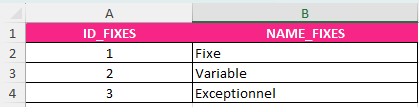 A B
1 ID_FIXES NAME_FIXES
2 1 Fixe
3 2 Variable
4 3 Exceptionnel